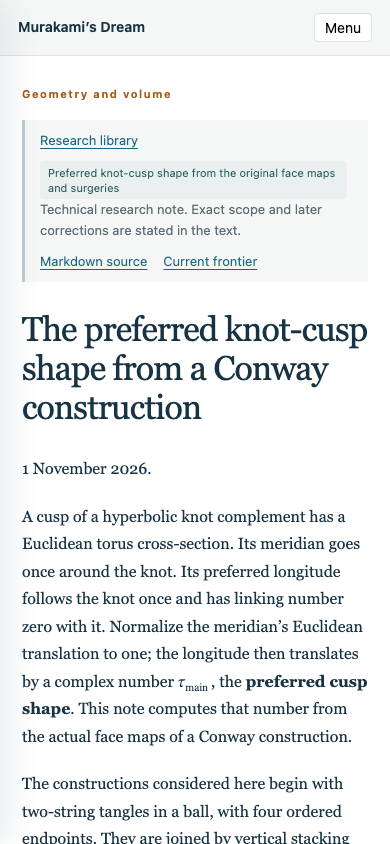 Murakami’s Dream
Menu
Geometry and volume
Research library
Preferred knot-cusp shape from the original face maps
and surgeries
Technical research note. Exact scope and later
corrections are stated in the text.
Markdown source Current frontier
The preferred knot-cusp
shape from a Conway
construction
1 November 2026.
A cusp of a hyperbolic knot complement has a
Euclidean torus cross-section. Its meridian goes
once around the knot. Its preferred longitude
follows the knot once and has linking number
zero with it. Normalize the meridian’s Euclidean
translation to one; the longitude then translates
by a complex number τ_main , the preferred cusp
shape. This note computes that number from
the actual face maps of a Conway construction.
The constructions considered here begin with
two-string tangles in a ball, with four ordered
endpoints. They are joined by vertical stacking